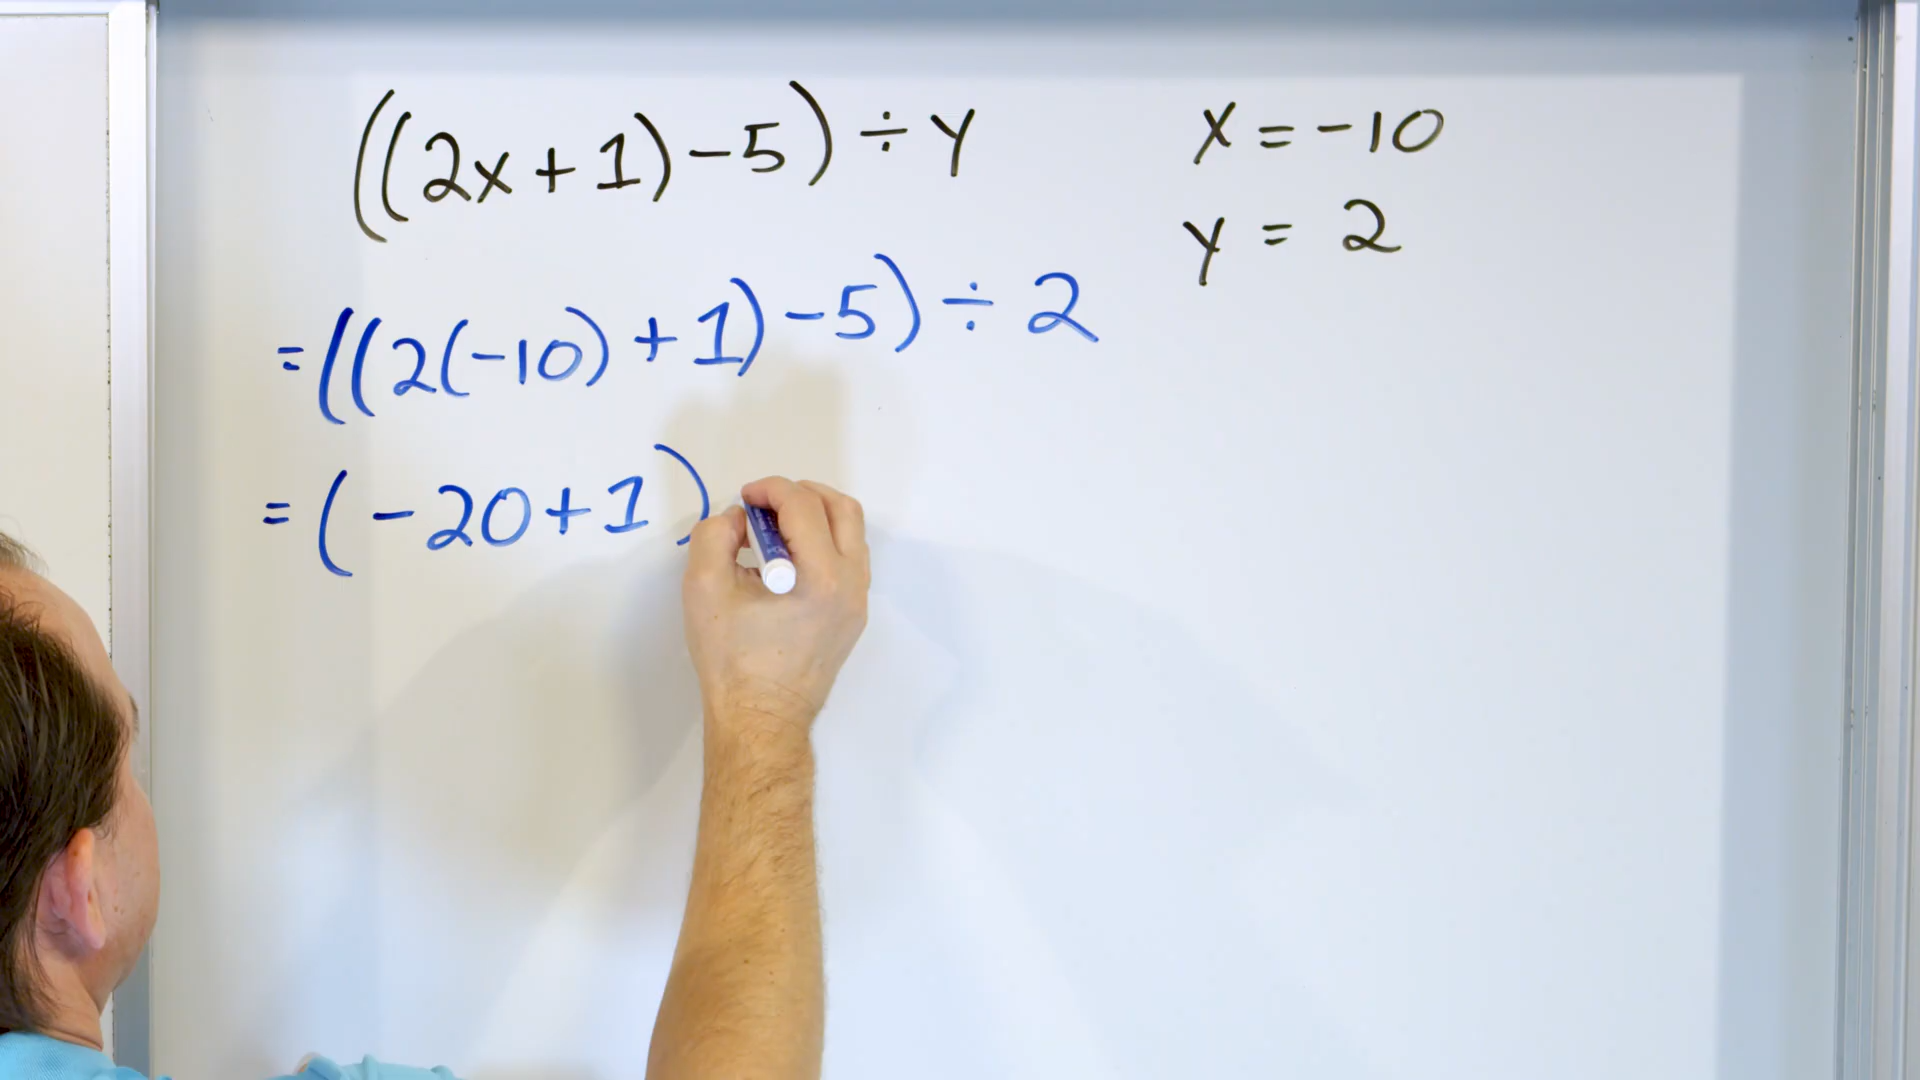 ((2x+1)-5)÷y
x = -10
y = 2
=((2(-10)+1)-5)÷2
=(-20+1)